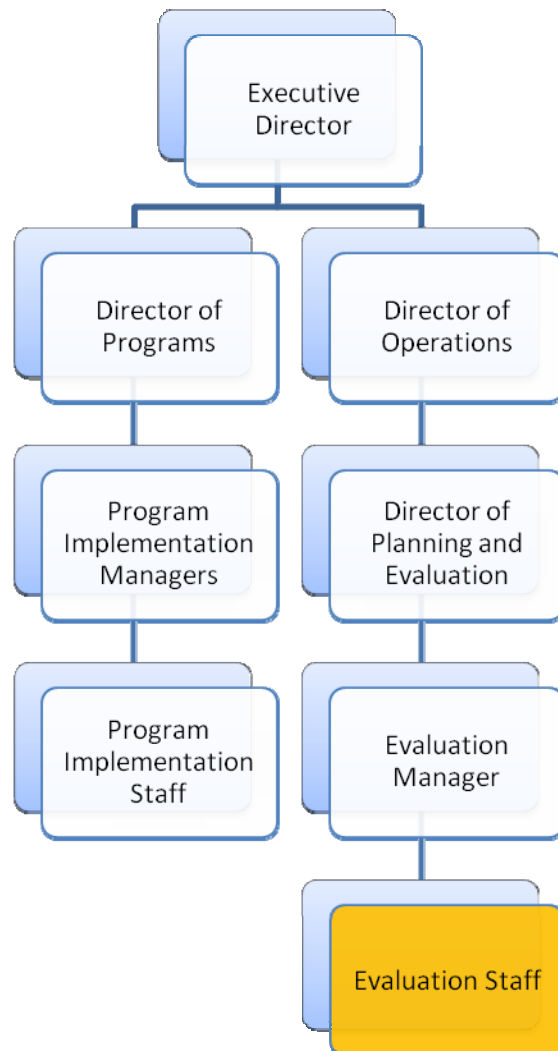 Executive
Director
Director of
Programs
Director of
Operations
Program
Implementation
Managers
Director of
Planning and
Evaluation
Program
Implementation
Staff
Evaluation
Manager
Evaluation Staff